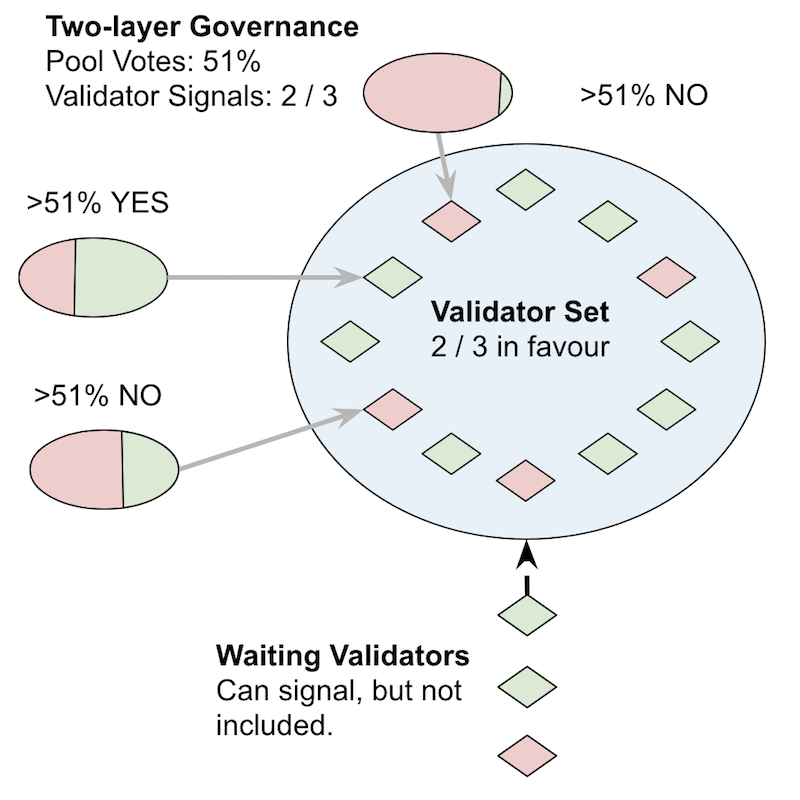 Two-layer Governance
Pool Votes: 51%
Validator Signals: 2 / 3
>51% NO
>51% YES
Validator Set
2 / 3 in favour
>51% NO
Waiting Validators
Can signal, but not
included.